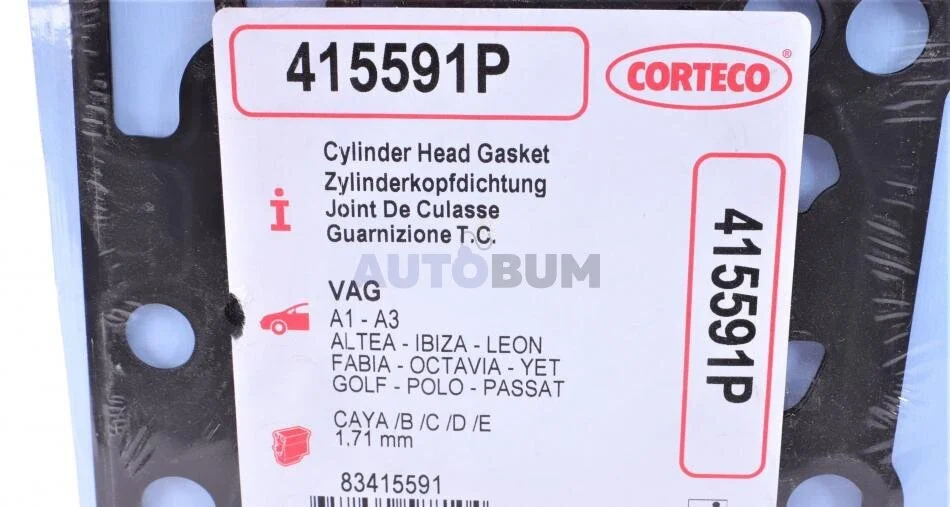 415591P
CORTECO®
Cylinder Head Gasket
Zylinderkopfdichtung
Joint De Culasse
Guarnizione T.C.
AUTOBUM
VAG
A1 - A3
ALTEA - IBIZA - LEON
FABIA - OCTAVIA - YET
GOLF - POLO - PASSAT
CAYA /B /C /D /E
1.71 mm
83415591
415591P